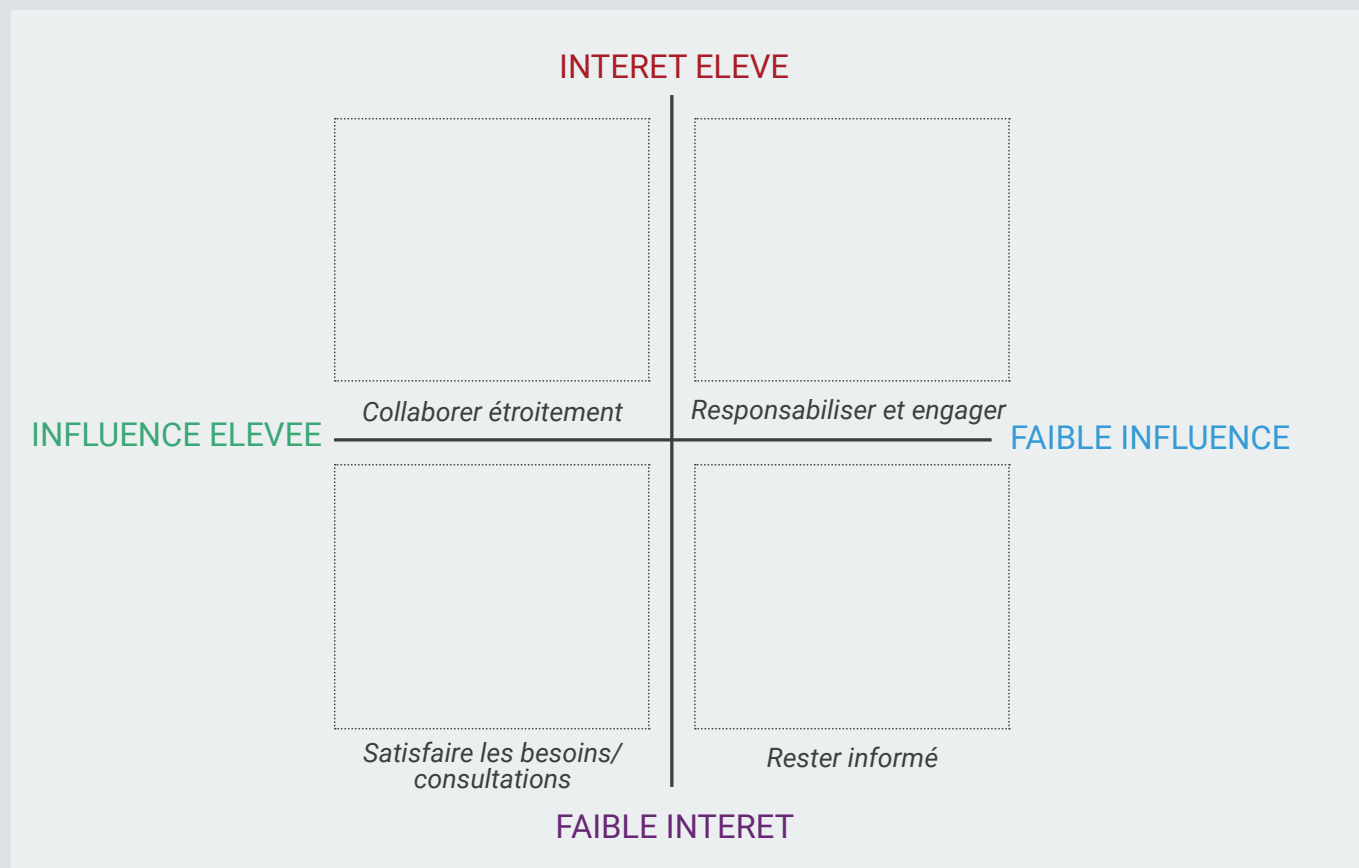 INTERET ELEVE
Collaborer étroitement
Responsabiliser et engager
INFLUENCE ELEVEE
FAIBLE INFLUENCE
Satisfaire les besoins/
consultations
Rester informé
FAIBLE INTERET